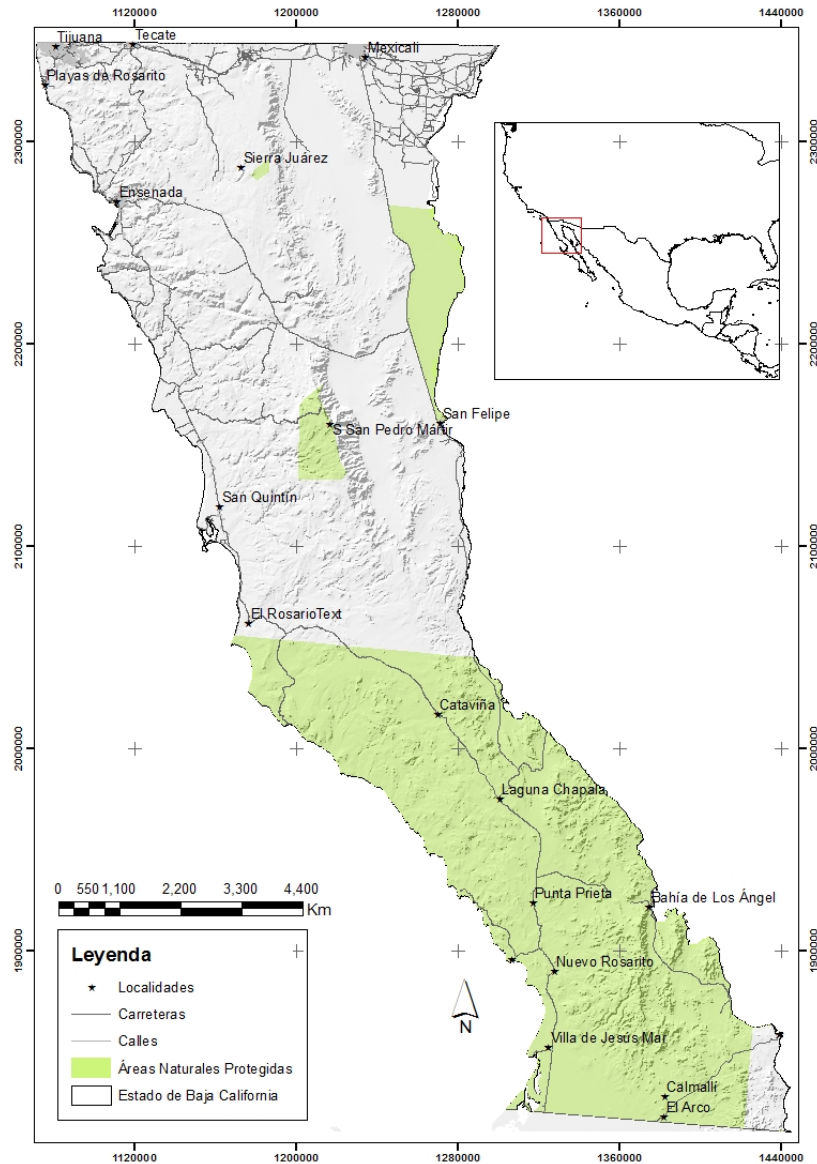 1120000 1200000 1280000 1360000 1440000
Tijuana
Tecate
Mexicali
Playas de Rosarito
2300000 2300000
Sierra Juárez
Ensenada
2200000 2200000
San Felipe
S San Pedro Mártir
San Quintín
2100000 2100000
El RosarioText
Cataviña
2000000 2000000
Laguna Chapala
0 550 1,100 2,200 3,300 4,400
Km
Punta Prieta
Bahía de Los Ángel
1900000 1900000
Nuevo Rosarito
Leyenda
Localidades
Carreteras
Calles
Áreas Naturales Protegidas
Estado de Baja California
N
Villa de Jesús Mar
Calmallí
El Arco
1120000 1200000 1280000 1360000 1440000